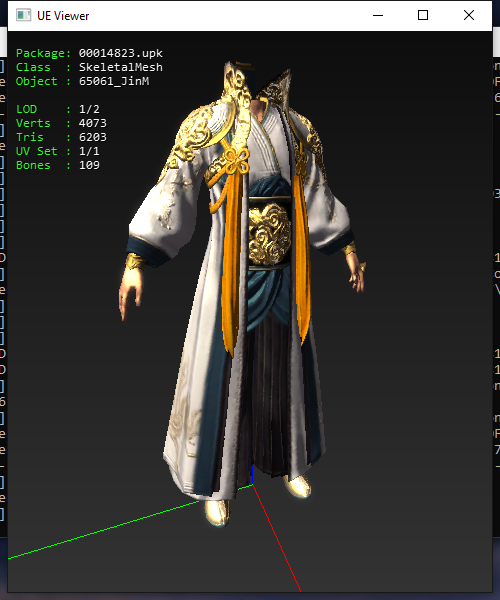 UE Viewer
Package: 00014823.upk
Class : SkeletalMesh
Object : 65061_JinM
LOD : 1/2
Verts : 4073
Tris : 6203
UV Set : 1/1
Bones : 109